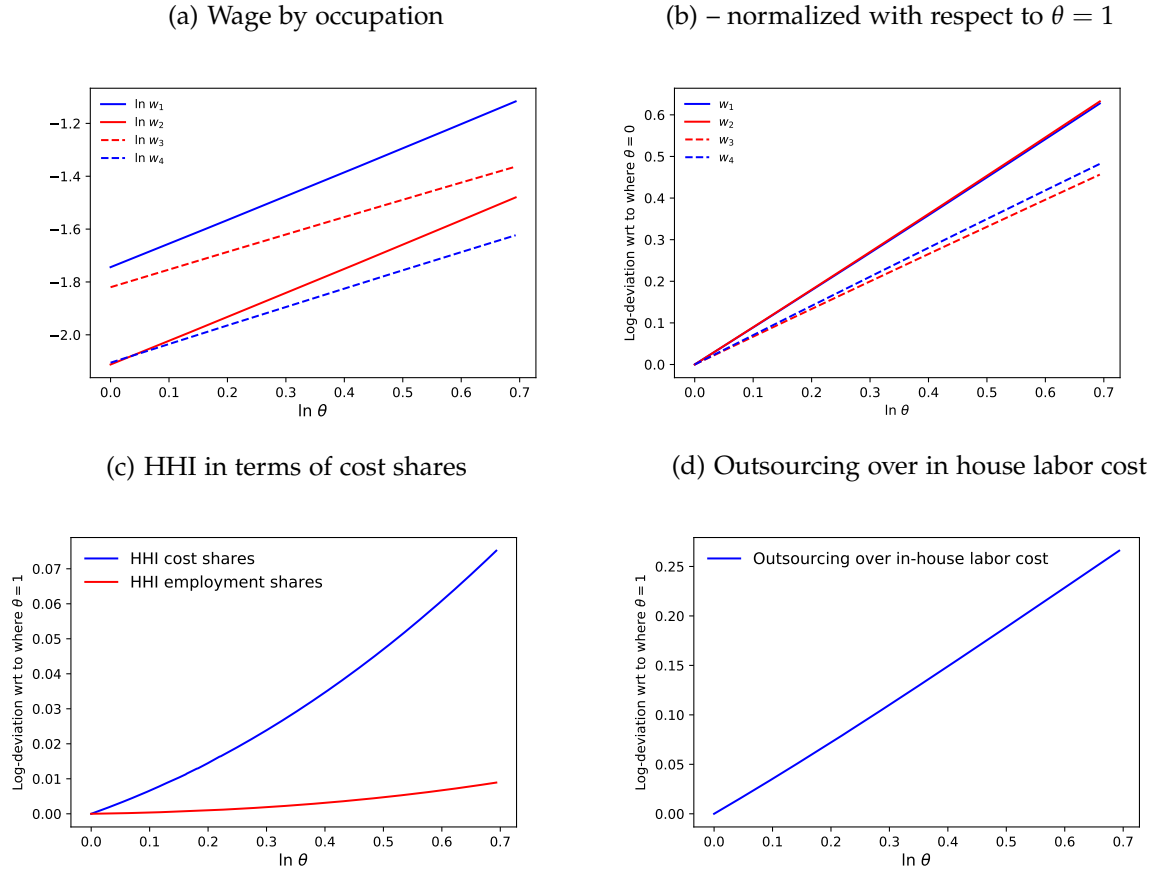 (a) Wage by occupation
(b) – normalized with respect to θ = 1
ln w₁
ln w₂
ln w₃
ln w₄
−1.2
−1.4
−1.6
−1.8
−2.0
0.0 0.1 0.2 0.3 0.4 0.5 0.6 0.7
ln θ
w₁
w₂
w₃
w₄
Log-deviation wrt to where θ = 0
0.6
0.5
0.4
0.3
0.2
0.1
0.0
0.0 0.1 0.2 0.3 0.4 0.5 0.6 0.7
ln θ
(c) HHI in terms of cost shares
(d) Outsourcing over in house labor cost
HHI cost shares
HHI employment shares
Log-deviation wrt to where θ = 1
0.07
0.06
0.05
0.04
0.03
0.02
0.01
0.00
0.0 0.1 0.2 0.3 0.4 0.5 0.6 0.7
ln θ
Outsourcing over in-house labor cost
Log-deviation wrt to where θ = 1
0.25
0.20
0.15
0.10
0.05
0.00
0.0 0.1 0.2 0.3 0.4 0.5 0.6 0.7
ln θ